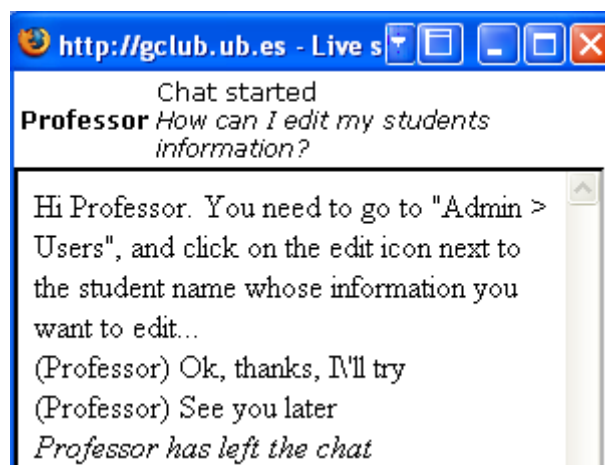 http://gclub.ub.es - Live s
Chat started
Professor How can I edit my students
information?
Hi Professor. You need to go to "Admin >
Users", and click on the edit icon next to
the student name whose information you
want to edit...
(Professor) Ok, thanks, I\'ll try
(Professor) See you later
Professor has left the chat